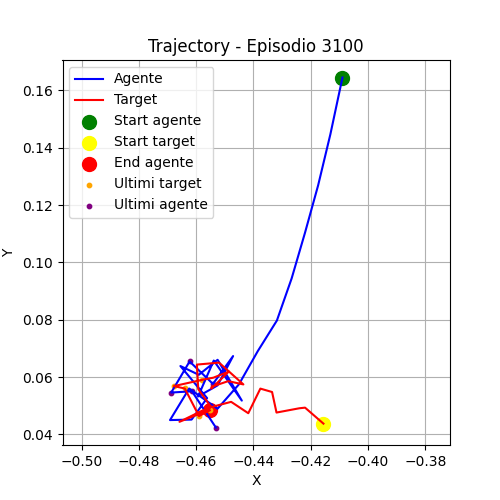 Trajectory - Episodio 3100
Agente
Target
Start agente
Start target
End agente
Ultimi target
Ultimi agente
0.16
0.14
0.12
0.10
0.08
0.06
0.04
Y
−0.50 −0.48 −0.46 −0.44 −0.42 −0.40 −0.38
X